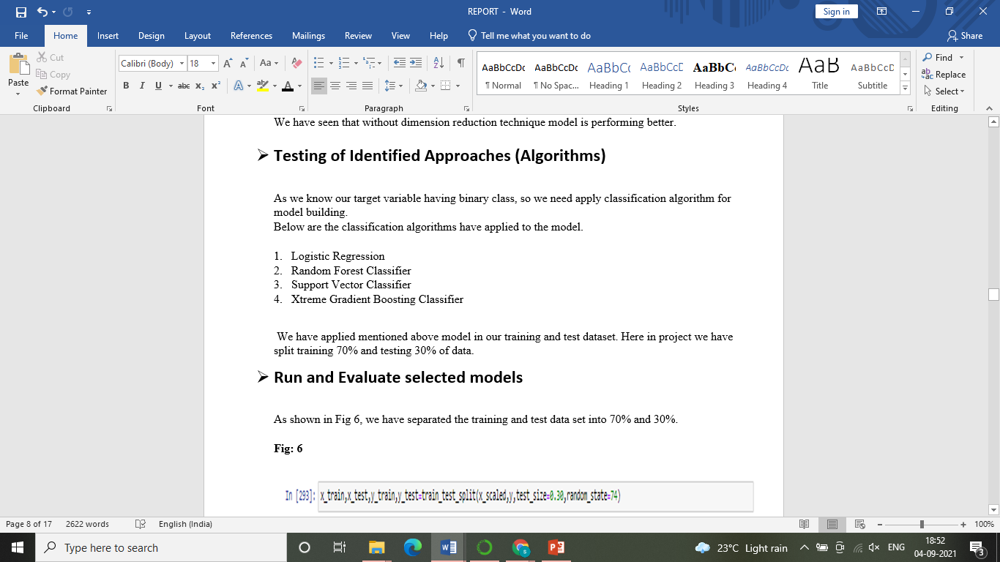 REPORT - Word
Sign in
File Home Insert Design Layout References Mailings Review View Help Tell me what you want to do Share
Paste
Cut
Copy
Format Painter
Clipboard
Calibri (Body) 18
Font
Paragraph
AaBbCcDc AaBbCcDc AaBbCc AaBbCcE AaBbC AaBbCcDc AaB AaBbCcD
¶ Normal ¶ No Spac... Heading 1 Heading 2 Heading 3 Heading 4 Title Subtitle
Styles
Find
Replace
Select
Editing
We have seen that without dimension reduction technique model is performing better.
Testing of Identified Approaches (Algorithms)
As we know our target variable having binary class, so we need apply classification algorithm for
model building.
Below are the classification algorithms have applied to the model.
1. Logistic Regression
2. Random Forest Classifier
3. Support Vector Classifier
4. Xtreme Gradient Boosting Classifier
We have applied mentioned above model in our training and test dataset. Here in project we have
split training 70% and testing 30% of data.
Run and Evaluate selected models
As shown in Fig 6, we have separated the training and test data set into 70% and 30%.
Fig: 6
In [293]: x_train,x_test,y_train,y_test=train_test_split(x_scaled,y,test_size=0.30,random_state=74)
Page 8 of 17 2622 words English (India) 100%
Type here to search
23°C Light rain
ENG
18:52
04-09-2021
3